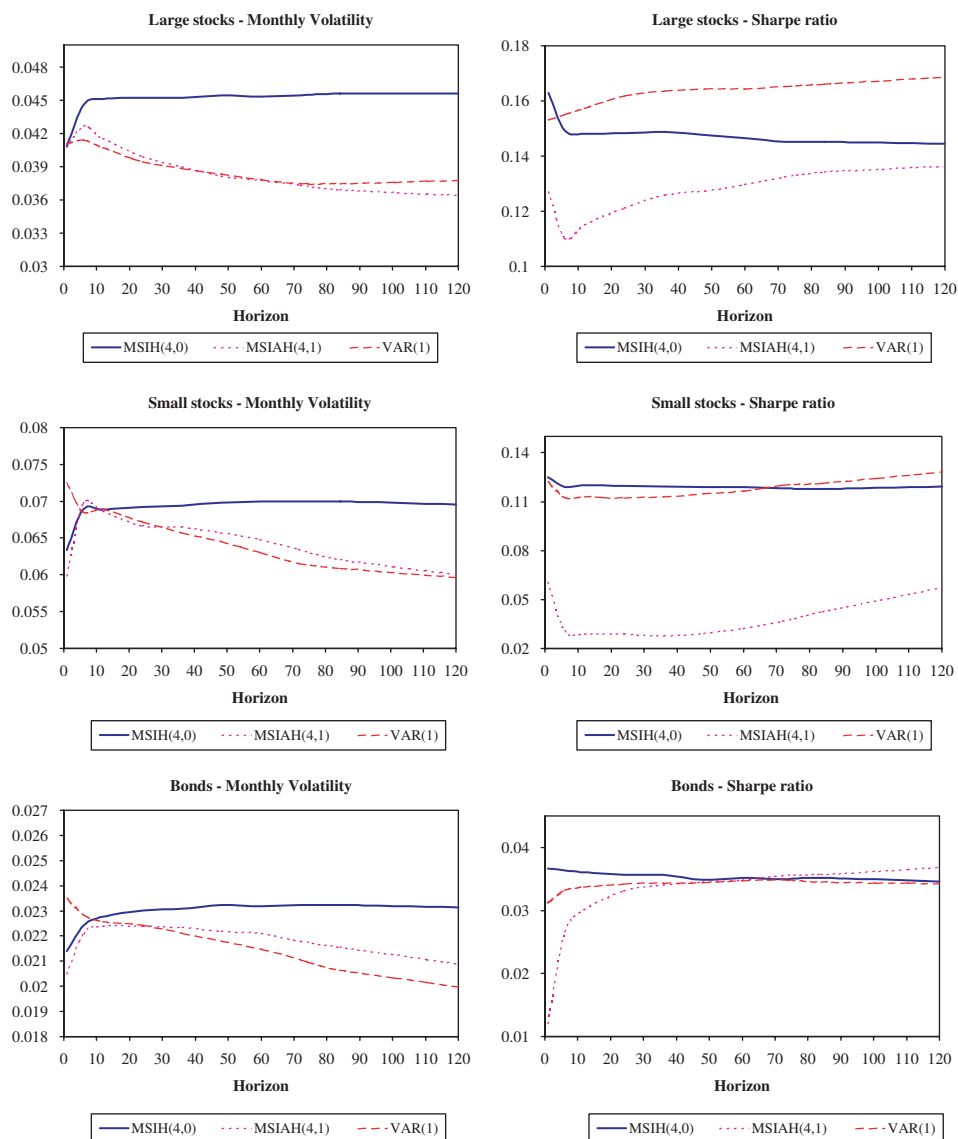 Large stocks - Monthly Volatility
0.048
0.045
0.042
0.039
0.036
0.033
0.03
0 10 20 30 40 50 60 70 80 90 100 110 120
Horizon
MSIH(4,0) MSIAH(4,1) VAR(1)
Large stocks - Sharpe ratio
0.18
0.16
0.14
0.12
0.1
0 10 20 30 40 50 60 70 80 90 100 110 120
Horizon
MSIH(4,0) MSIAH(4,1) VAR(1)
Small stocks - Monthly Volatility
0.08
0.075
0.07
0.065
0.06
0.055
0.05
0 10 20 30 40 50 60 70 80 90 100 110 120
Horizon
MSIH(4,0) MSIAH(4,1) VAR(1)
Small stocks - Sharpe ratio
0.14
0.11
0.08
0.05
0.02
0 10 20 30 40 50 60 70 80 90 100 110 120
Horizon
MSIH(4,0) MSIAH(4,1) VAR(1)
Bonds - Monthly Volatility
0.027
0.026
0.025
0.024
0.023
0.022
0.021
0.02
0.019
0.018
0 10 20 30 40 50 60 70 80 90 100 110 120
Horizon
MSIH(4,0) MSIAH(4,1) VAR(1)
Bonds - Sharpe ratio
0.04
0.03
0.02
0.01
0 10 20 30 40 50 60 70 80 90 100 110 120
Horizon
MSIH(4,0) MSIAH(4,1) VAR(1)